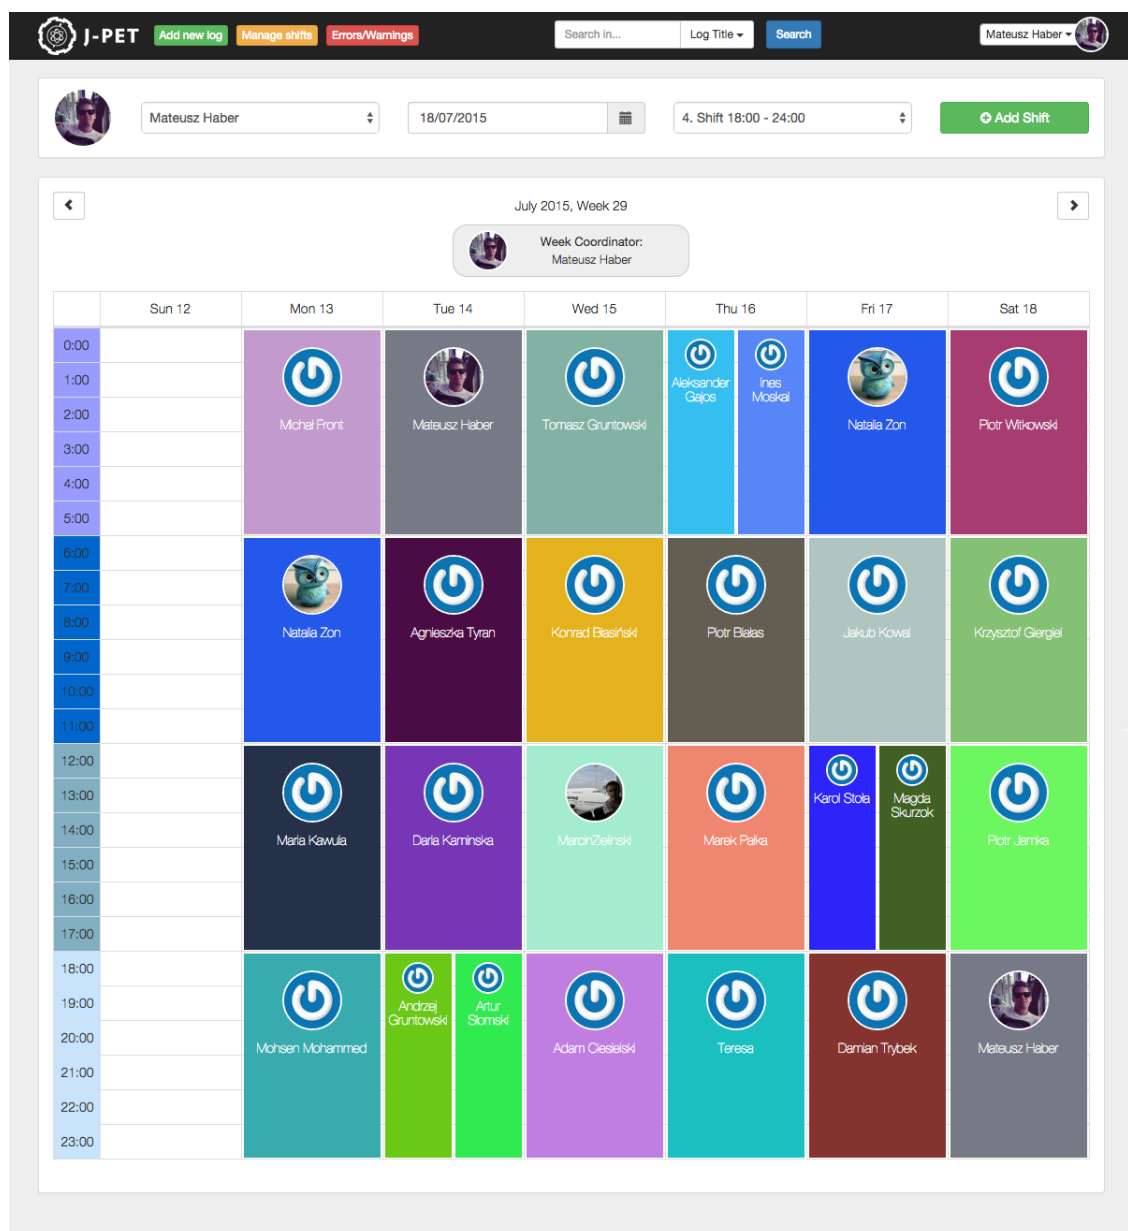 J-PET Add new log Manage shifts Errors/Warnings Search in... Log Title Search Mateusz Haber
Mateusz Haber 18/07/2015 4. Shift 18:00 - 24:00 Add Shift
July 2015, Week 29
Week Coordinator:
Mateusz Haber
Sun 12 Mon 13 Tue 14 Wed 15 Thu 16 Fri 17 Sat 18
0:00
1:00 Aleksander Ines
Gajos Moskal
2:00 Michał Front Mateusz Haber Tomasz Gruntowski Natalia Zon Piotr Witkowski
3:00
4:00
5:00
6:00
7:00
8:00 Natalia Zon Agnieszka Tyran Konrad Błasiński Piotr Białas Jakub Kowal Krzysztof Giergiel
9:00
10:00
11:00
12:00
13:00 Karol Stola Magda
Skurzok
14:00 Maria Kawula Daria Kaminska MarcinZielinski Marek Pałka Piotr Jamka
15:00
16:00
17:00
18:00
19:00 Andrzej Artur
Gruntowski Słomski
20:00 Mohsen Mohammed Adam Ciesielski Teresa Damian Trybek Mateusz Haber
21:00
22:00
23:00